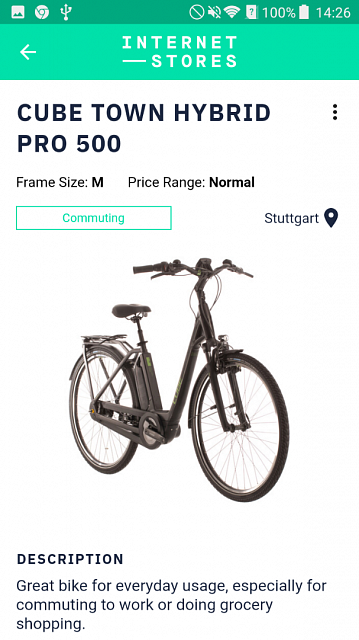 100% 14:26
INTERNET
STORES
CUBE TOWN HYBRID
PRO 500
Frame Size: M Price Range: Normal
Commuting Stuttgart
DESCRIPTION
Great bike for everyday usage, especially for
commuting to work or doing grocery
shopping.